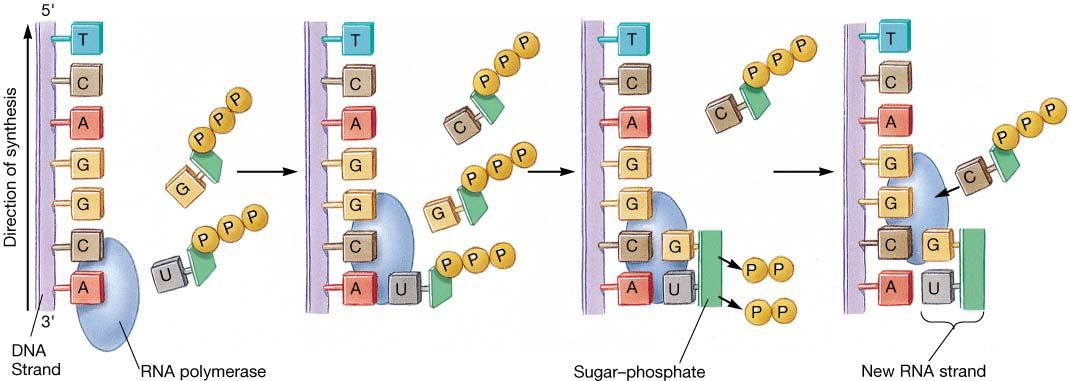 5'
Direction of synthesis
T
C
A
G
G
C
A
3'
G P P P
U P P P
DNA
Strand
RNA polymerase
T
C
A
G
G
C
A
C P P P
G P P P
U P P P
T
C
A
G
G
C G
A U
C P P P
P P
P P
Sugar–phosphate
T
C
A
G
G
C G
A U
C P P P
New RNA strand